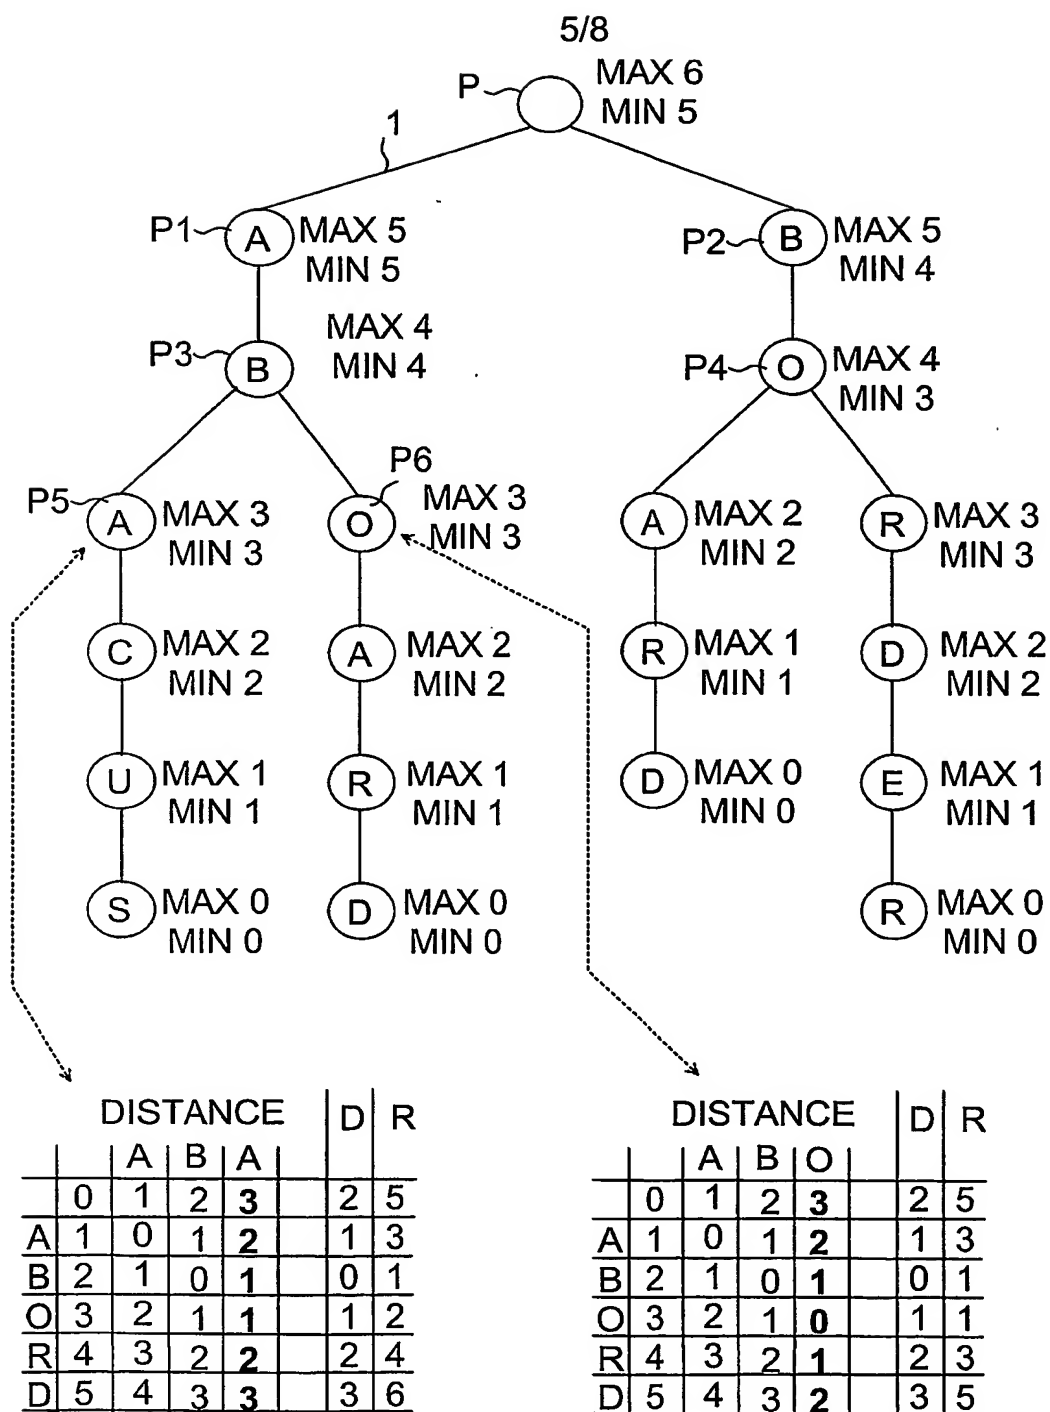 5/8
P MAX 6
MIN 5
1
P1 A MAX 5
MIN 5
P2 B MAX 5
MIN 4
P3 B MAX 4
MIN 4
P4 O MAX 4
MIN 3
P5 A MAX 3
MIN 3
P6
O MAX 3
MIN 3
A MAX 2
MIN 2
R MAX 3
MIN 3
C MAX 2
MIN 2
A MAX 2
MIN 2
R MAX 1
MIN 1
D MAX 2
MIN 2
U MAX 1
MIN 1
R MAX 1
MIN 1
D MAX 0
MIN 0
E MAX 1
MIN 1
S MAX 0
MIN 0
D MAX 0
MIN 0
R MAX 0
MIN 0
DISTANCE D R
A B A
0 1 2 3 2 5
A 1 0 1 2 1 3
B 2 1 0 1 0 1
O 3 2 1 1 1 2
R 4 3 2 2 2 4
D 5 4 3 3 3 6
DISTANCE D R
A B O
0 1 2 3 2 5
A 1 0 1 2 1 3
B 2 1 0 1 0 1
O 3 2 1 0 1 1
R 4 3 2 1 2 3
D 5 4 3 2 3 5